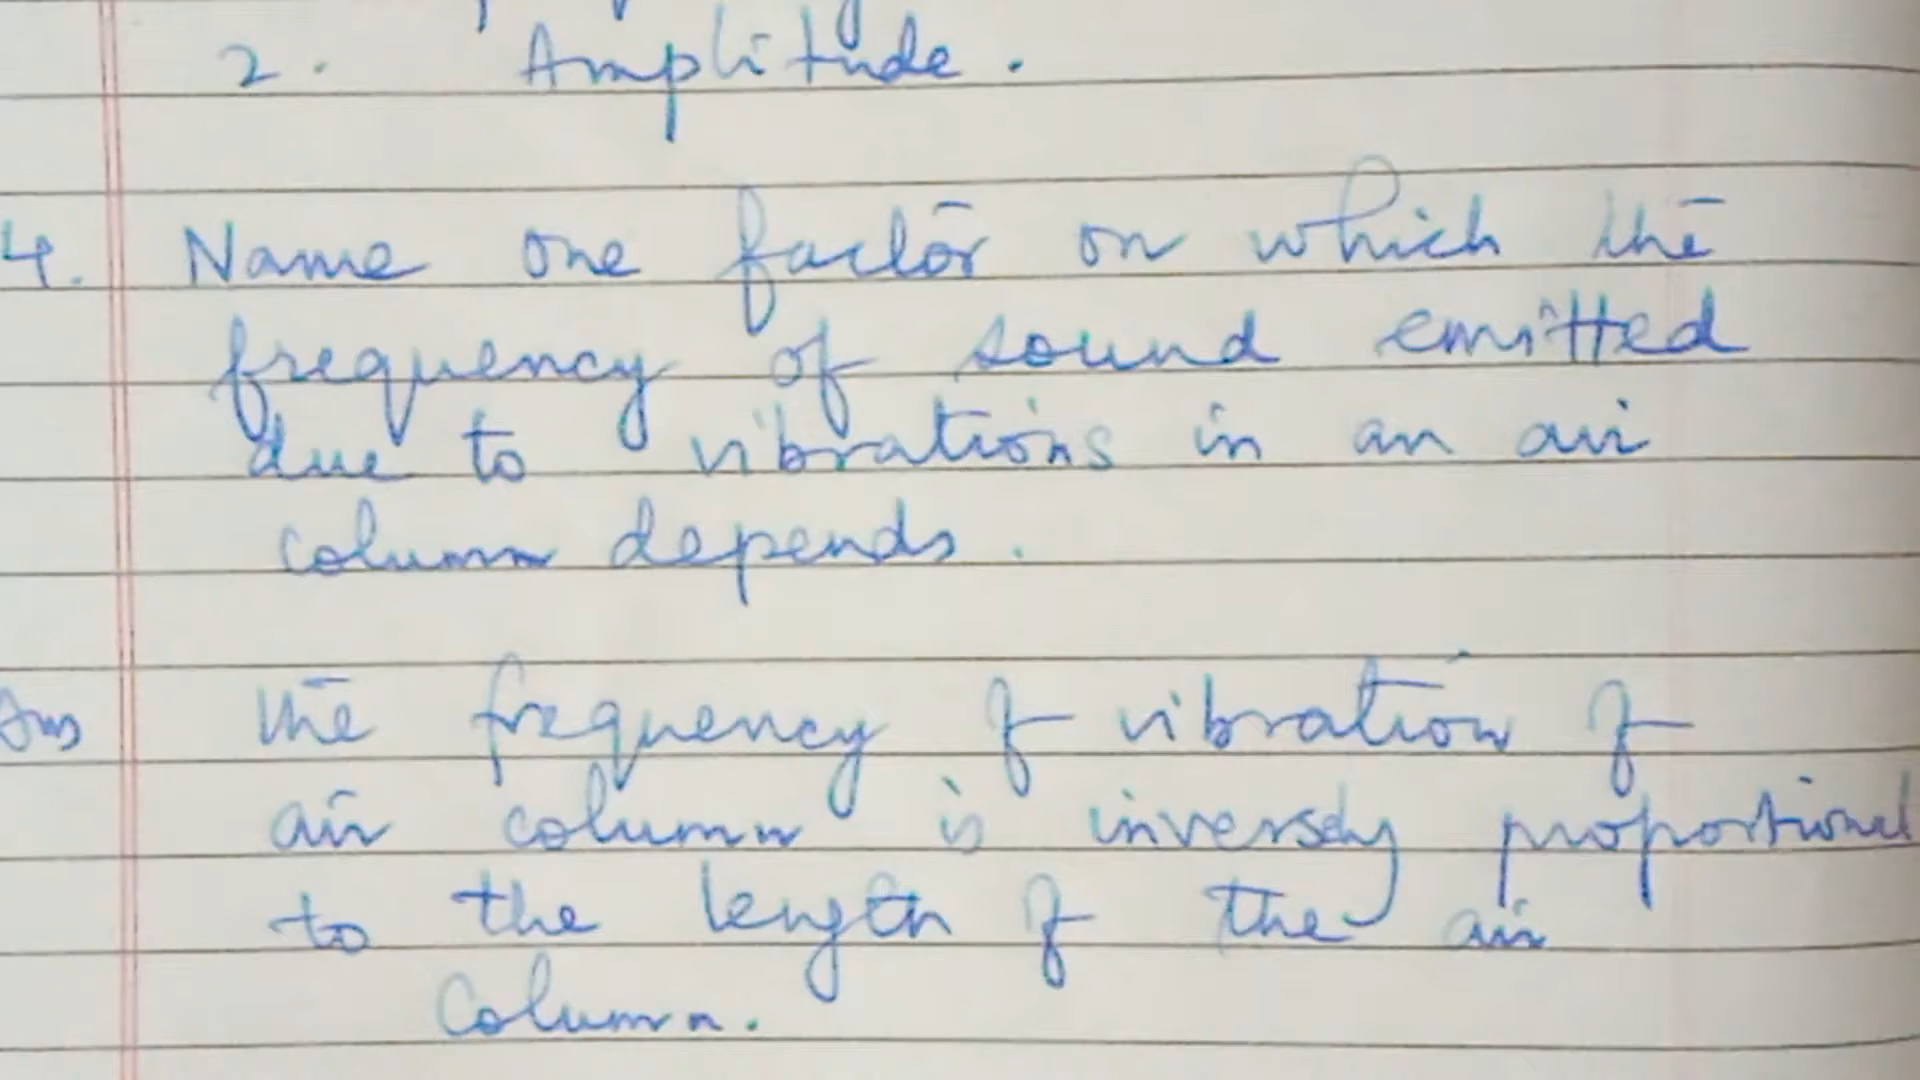 2. Amplitude.
4. Name one factor on which the
frequency of sound emitted
due to vibrations in an air
column depends.
Ans The frequency of vibration of
air column is inversely proportional
to the length of the air
Column.